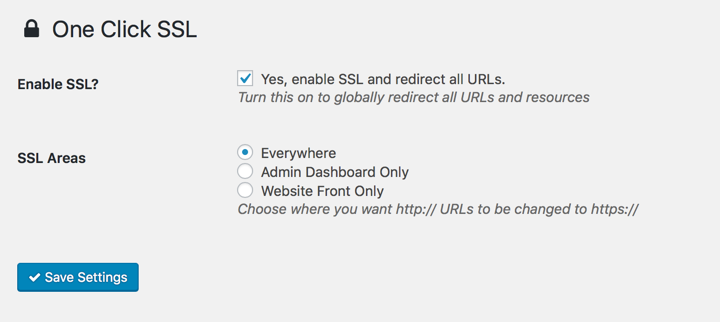 One Click SSL
Enable SSL?
Yes, enable SSL and redirect all URLs.
Turn this on to globally redirect all URLs and resources
SSL Areas
Everywhere
Admin Dashboard Only
Website Front Only
Choose where you want http:// URLs to be changed to https://
Save Settings